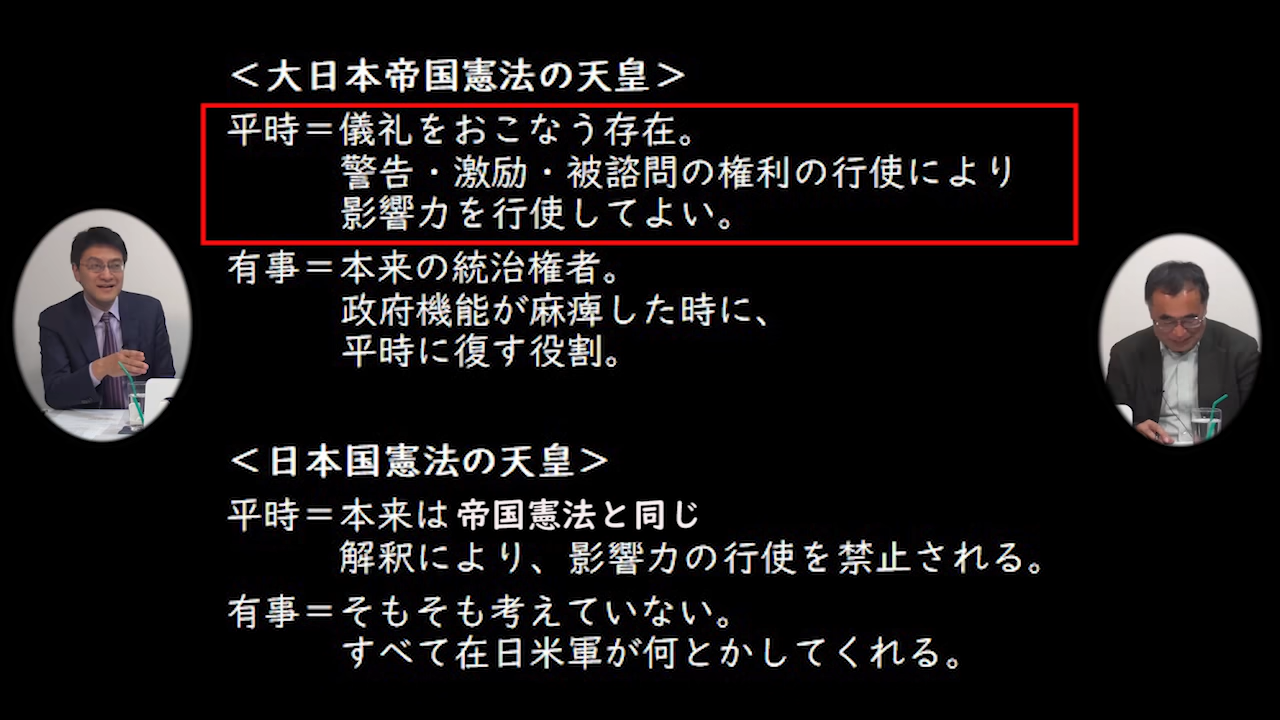 ＜大日本帝国憲法の天皇＞
平時＝儀礼をおこなう存在。
警告・激励・被諮問の権利の行使により
影響力を行使してよい。
有事＝本来の統治権者。
政府機能が麻痺した時に、
平時に復す役割。
＜日本国憲法の天皇＞
平時＝本来は帝国憲法と同じ
解釈により、影響力の行使を禁止される。
有事＝そもそも考えていない。
すべて在日米軍が何とかしてくれる。